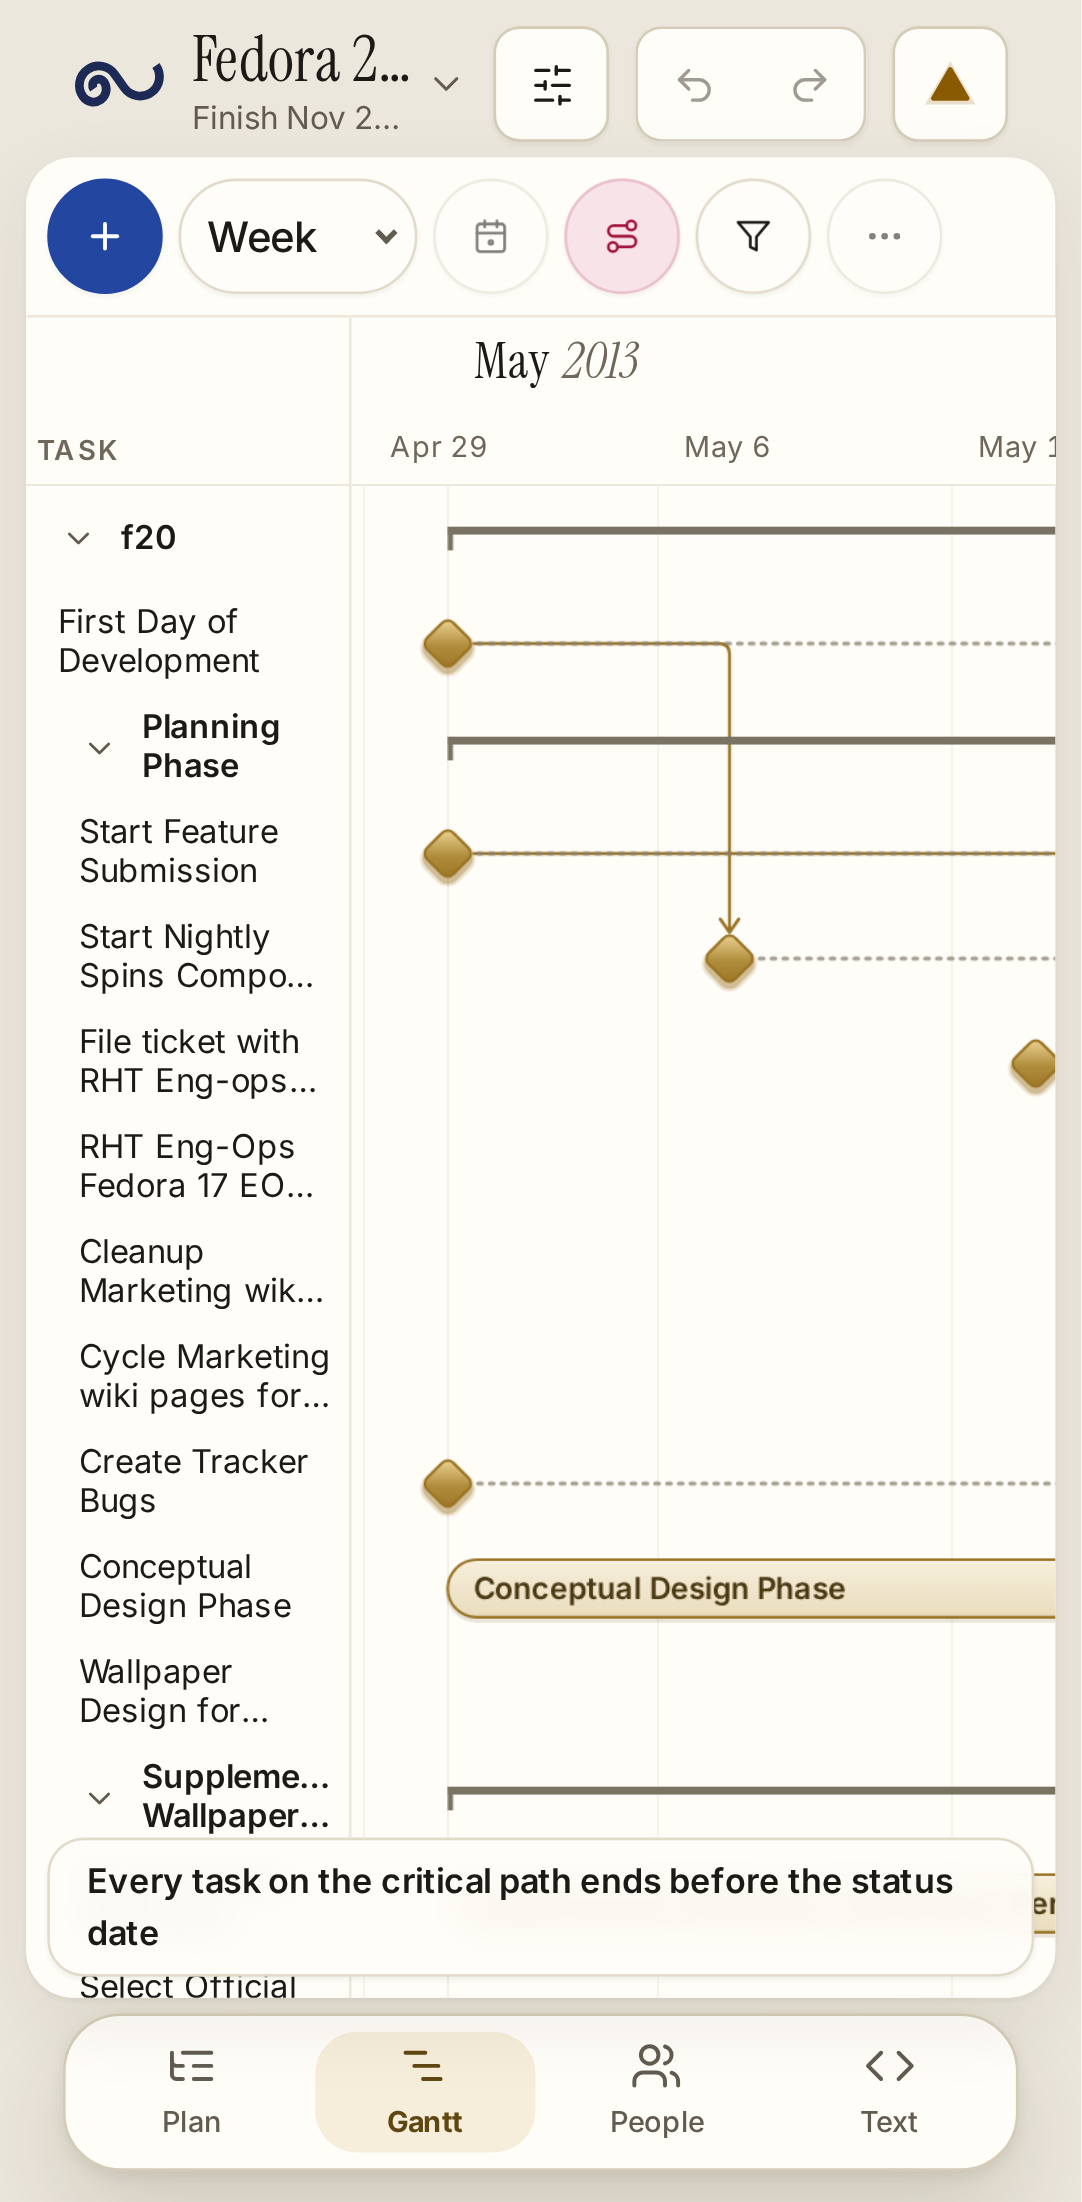 Fedora 2...
Finish Nov 2...
Week
May 2013
TASK
Apr 29
May 6
May 1
f20
First Day of
Development
Planning
Phase
Start Feature
Submission
Start Nightly
Spins Compo...
File ticket with
RHT Eng-ops...
RHT Eng-Ops
Fedora 17 EO...
Cleanup
Marketing wik...
Cycle Marketing
wiki pages for...
Create Tracker
Bugs
Conceptual
Design Phase
Conceptual Design Phase
Wallpaper
Design for...
Suppleme...
Wallpaper...
Every task on the critical path ends before the status
date
Select Official
Plan
Gantt
People
Text